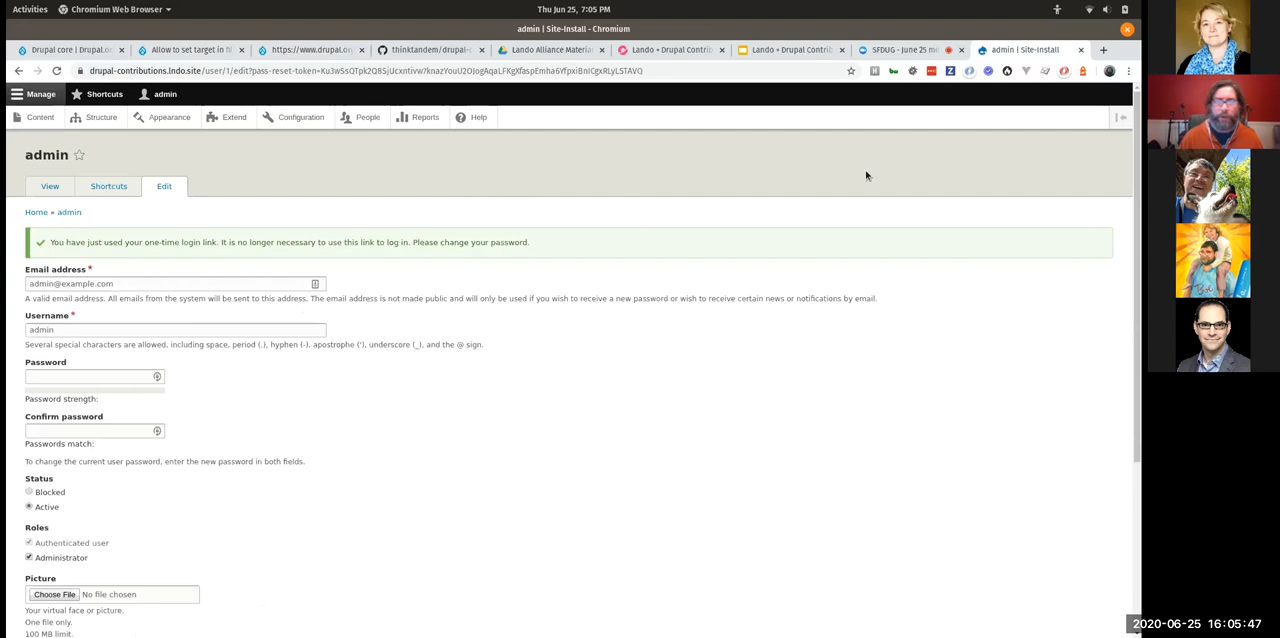 Activities
Chromium Web Browser
Thu Jun 25, 7:05 PM
admin | Site-Install - Chromium
Drupal core | Drupal.or
Allow to set target in fi
https://www.drupal.or
thinktandem/drupal-c
Lando Alliance Materia
Lando + Drupal Contrib
Lando + Drupal Contrib
SFDUG - June 25 me
admin | Site-Install
drupal-contributions.lndo.site/user/1/edit?pass-reset-token=
Manage
Shortcuts
admin
Content
Structure
Appearance
Extend
Configuration
People
Reports
Help
admin
View
Shortcuts
Edit
Home » admin
You have just used your one-time login link. It is no longer necessary to use this link to log in. Please change your password.
Email address *
admin@example.com
A valid email address. All emails from the system will be sent to this address. The email address is not made public and will only be used if you wish to receive a new password or wish to receive certain news or notifications by email.
Username *
admin
Several special characters are allowed, including space, period (.), hyphen (-), apostrophe ('), underscore (_), and the @ sign.
Password
Password strength:
Confirm password
Passwords match:
To change the current user password, enter the new password in both fields.
Status
Blocked
Active
Roles
Authenticated user
Administrator
Picture
Choose File No file chosen
Your virtual face or picture.
One file only.
100 MB limit.
2020-06-25 16:05:47